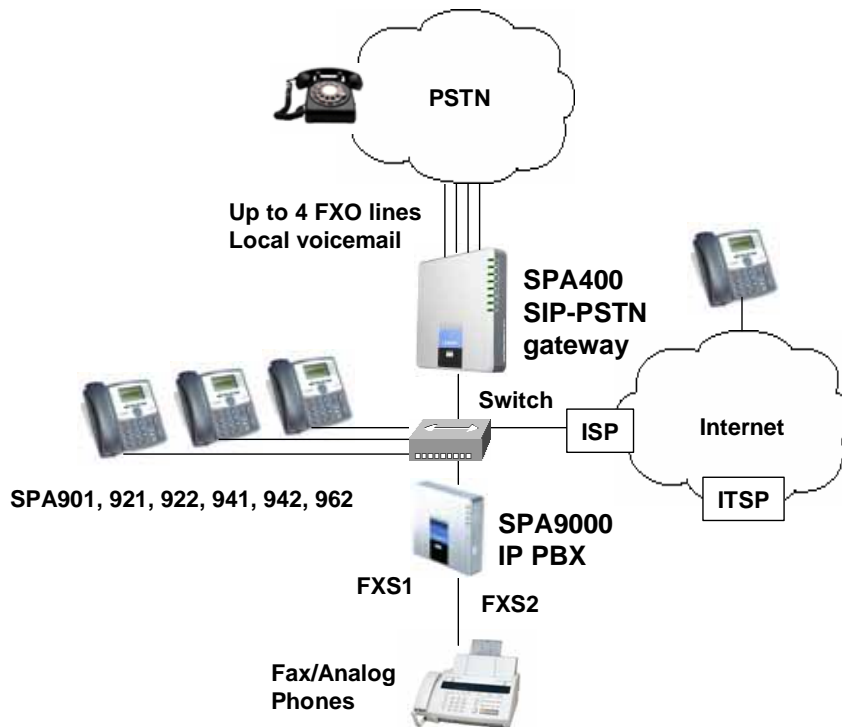 PSTN
Up to 4 FXO lines
Local voicemail
SPA400
SIP-PSTN
gateway
Switch
ISP
Internet
ITSP
SPA901, 921, 922, 941, 942, 962
SPA9000
IP PBX
FXS1
FXS2
Fax/Analog
Phones